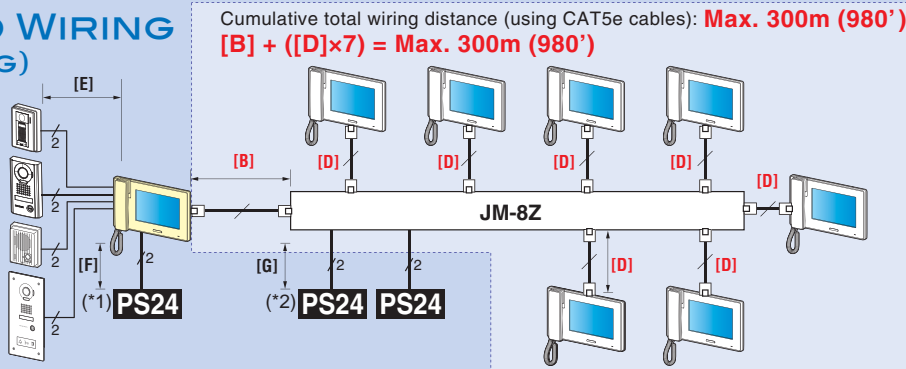 D WIRING
G)
Cumulative total wiring distance (using CAT5e cables): Max. 300m (980’)
[B] + ([D]×7) = Max. 300m (980’)
[E]
2
2
2
2
[B]
[D]
[D]
[D]
[D]
[D]
JM-8Z
[F]
2
(*1)
PS24
[G]
2
2
(*2)
PS24
PS24
[D]
[D]